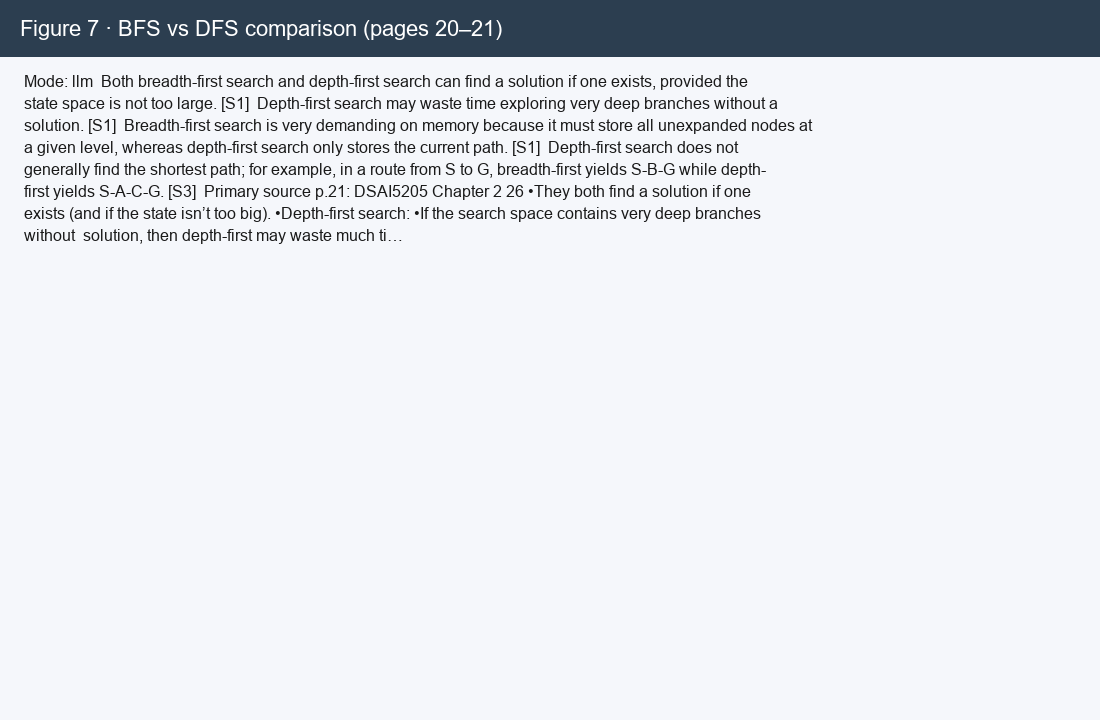 Figure 7 · BFS vs DFS comparison (pages 20–21)
Mode: llm  Both breadth-first search and depth-first search can find a solution if one exists, provided the
state space is not too large. [S1]  Depth-first search may waste time exploring very deep branches without a
solution. [S1]  Breadth-first search is very demanding on memory because it must store all unexpanded nodes at
a given level, whereas depth-first search only stores the current path. [S1]  Depth-first search does not
generally find the shortest path; for example, in a route from S to G, breadth-first yields S-B-G while depth-
first yields S-A-C-G. [S3]  Primary source p.21: DSAI5205 Chapter 2 26 •They both find a solution if one
exists (and if the state isn’t too big). •Depth-first search: •If the search space contains very deep branches
without  solution, then depth-first may waste much ti…